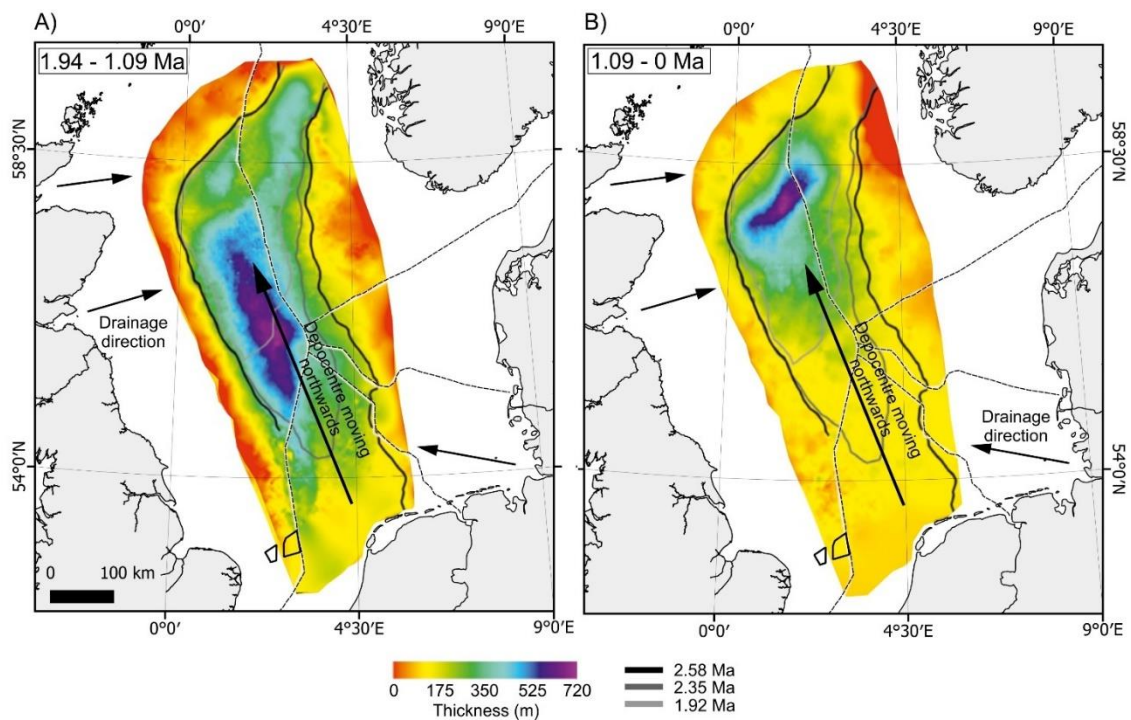 A)
0°0′
4°30′E
1.94 - 1.09 Ma
58°30′N
Drainage
direction
Depocentre moving
northwards
54°0′N
0 100 km
0°0′
4°30′E
9°0′E
B)
0°0′
4°30′E
9°0′E
1.09 - 0 Ma
58°30′N
Depocentre moving
northwards
Drainage
direction
54°0′N
0°0′
4°30′E
9°0′E
0 175 350 525 720
Thickness (m)
2.58 Ma
2.35 Ma
1.92 Ma